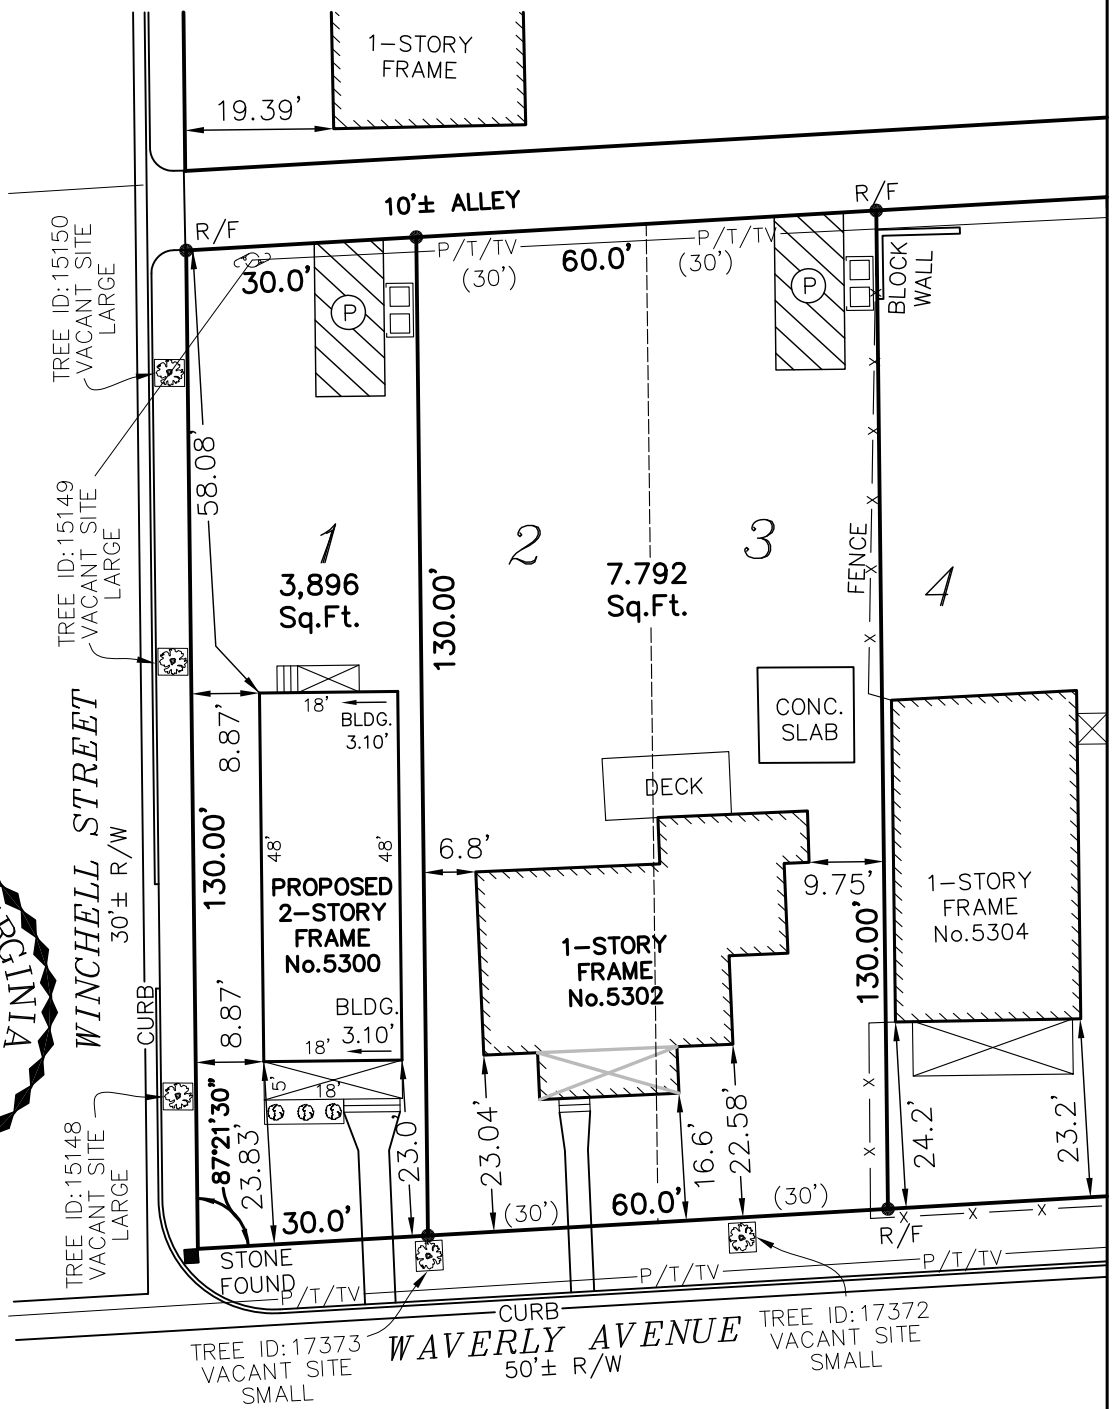 1-STORY
FRAME
19.39'
10'± ALLEY
R/F
R/F
P/T/TV
P/T/TV
30.0'
(30')
60.0'
(30')
P
P
BLOCK
WALL
TREE ID:15150
VACANT SITE
LARGE
58.08'
TREE ID:15149
VACANT SITE
LARGE
1
3,896
Sq.Ft.
130.00'
2
7.792
Sq.Ft.
3
FENCE
4
CONC.
SLAB
DECK
18'
BLDG.
3.10'
8.87'
48'
48'
130.00'
WINCHELL STREET
30'± R/W
PROPOSED
2-STORY
FRAME
No.5300
6.8'
9.75'
1-STORY
FRAME
No.5302
130.00'
1-STORY
FRAME
No.5304
RGINIA
CURB
8.87'
BLDG.
3.10'
18'
5'
18'
87°21'30"
23.83'
23.0'
23.04'
16.6'
22.58'
24.2'
23.2'
TREE ID:15148
VACANT SITE
LARGE
30.0'
(30')
60.0'
(30')
R/F
STONE
FOUND
P/T/TV
P/T/TV
P/T/TV
CURB
WAVERLY AVENUE
50'± R/W
TREE ID:17373
VACANT SITE
SMALL
TREE ID:17372
VACANT SITE
SMALL